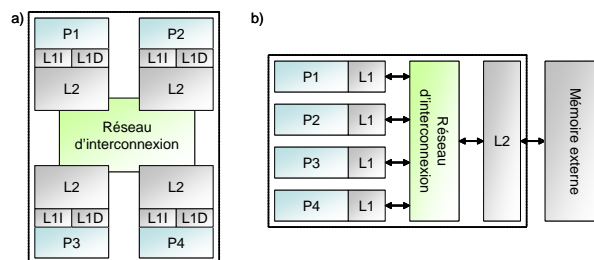 a)
P1
P2
L1I
L1D
L1I
L1D
L2
L2
Réseau
d'interconnexion
L2
L2
L1I
L1D
L1I
L1D
P3
P4
b)
P1
L1
P2
L1
P3
L1
P4
L1
Réseau
d'interconnexion
L2
Mémoire externe